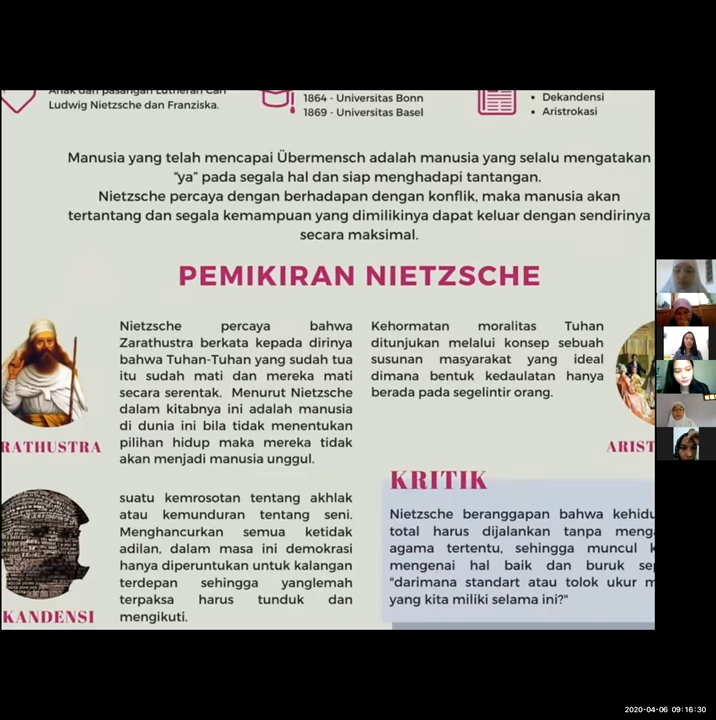 Anak dari pasangan Lutheran Carl
Ludwig Nietzsche dan Franziska.
1864 - Universitas Bonn
1869 - Universitas Basel
• Dekandensi
• Aristrokasi
Manusia yang telah mencapai Übermensch adalah manusia yang selalu mengatakan
"ya" pada segala hal dan siap menghadapi tantangan.
Nietzsche percaya dengan berhadapan dengan konflik, maka manusia akan
tertantang dan segala kemampuan yang dimilikinya dapat keluar dengan sendirinya
secara maksimal.
PEMIKIRAN NIETZSCHE
Nietzsche percaya bahwa
Zarathustra berkata kepada dirinya
bahwa Tuhan-Tuhan yang sudah tua
itu sudah mati dan mereka mati
secara serentak. Menurut Nietzsche
dalam kitabnya ini adalah manusia
di dunia ini bila tidak menentukan
pilihan hidup maka mereka tidak
akan menjadi manusia unggul.
RATHUSTRA
Kehormatan moralitas Tuhan
ditunjukan melalui konsep sebuah
susunan masyarakat yang ideal
dimana bentuk kedaulatan hanya
berada pada segelintir orang.
ARIST
suatu kemrosotan tentang akhlak
atau kemunduran tentang seni.
Menghancurkan semua ketidak
adilan, dalam masa ini demokrasi
hanya diperuntukan untuk kalangan
terdepan sehingga yanglemah
terpaksa harus tunduk dan
mengikuti.
KANDENSI
KRITIK
Nietzsche beranggapan bahwa kehidu
total harus dijalankan tanpa meng
agama tertentu, sehingga muncul k
mengenai hal baik dan buruk sep
"darimana standart atau tolok ukur m
yang kita miliki selama ini?"
2020-04-06 09:16:30